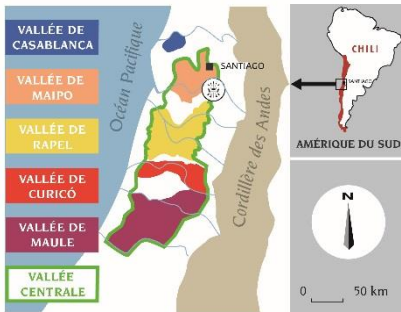 VALLÉE DE
CASABLANCA
VALLÉE DE
MAIPO
VALLÉE DE
RAPEL
VALLÉE DE
CURICÓ
VALLÉE DE
MAULE
VALLÉE
CENTRALE
Océan Pacifique
SANTIAGO
Cordillère des Andes
CHILI
SANTIAGO
AMÉRIQUE DU SUD
N
0 50 km